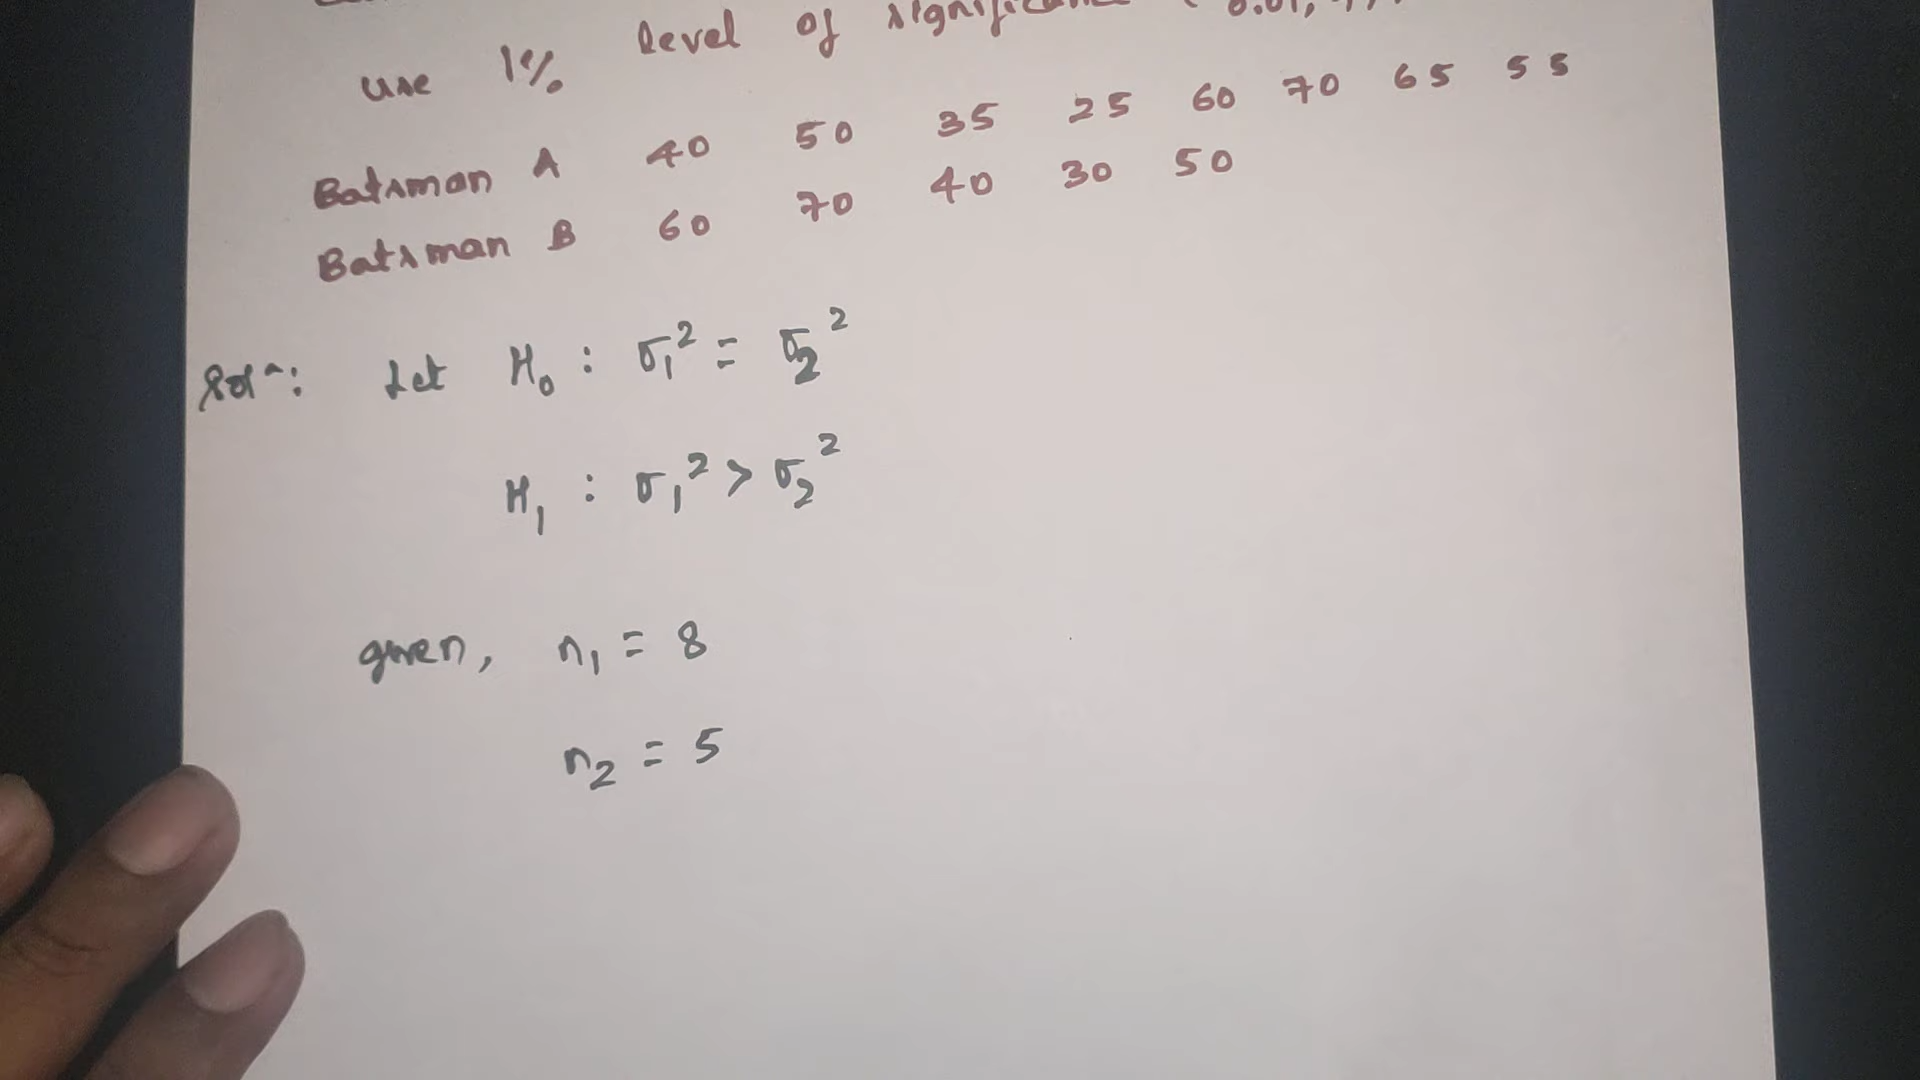 Use 1% level of significance
Batsman A 40 50 35 25 60 70 65 55
Batsman B 60 70 40 30 50
Solⁿ: Let H₀ : σ₁² = σ₂²
H₁ : σ₁² > σ₂²
given, n₁ = 8
n₂ = 5